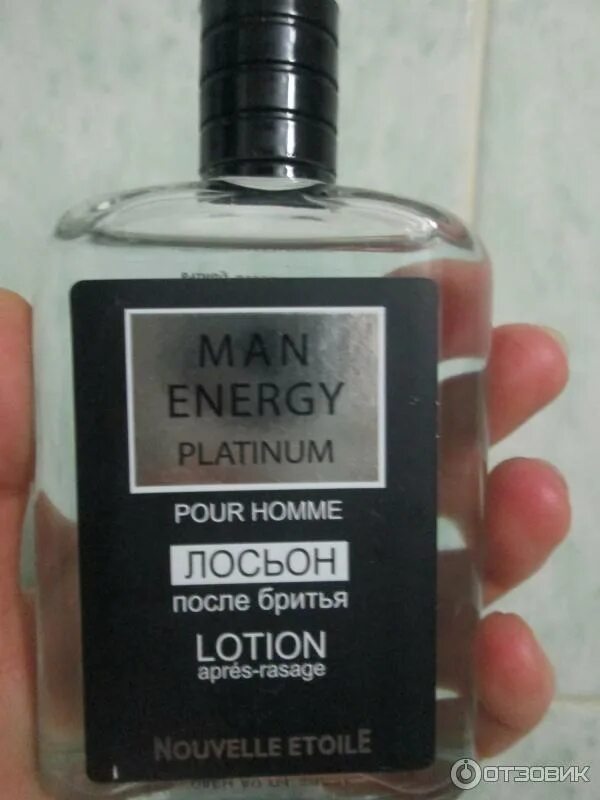 MAN
ENERGY
PLATINUM
POUR HOMME
ЛОСЬОН
после бритья
LOTION
aprés-rasage
NOUVELLE ETOILE
ОТЗОВИК